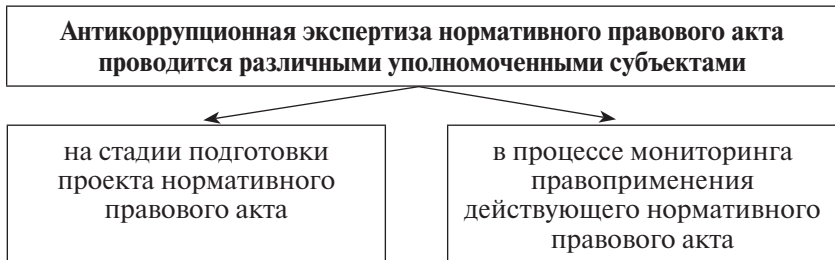 Антикоррупционная экспертиза нормативного правового акта
проводится различными уполномоченными субъектами
на стадии подготовки
проекта нормативного
правового акта
в процессе мониторинга
правоприменения
действующего нормативного
правового акта